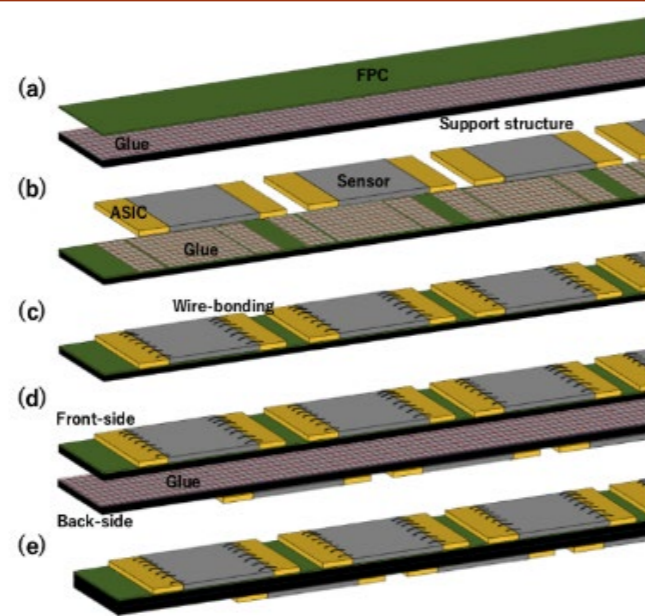 (a)
FPC
Glue
Support structure
(b)
Sensor
ASIC
Glue
(c)
Wire-bonding
(d)
Front-side
Glue
Back-side
(e)